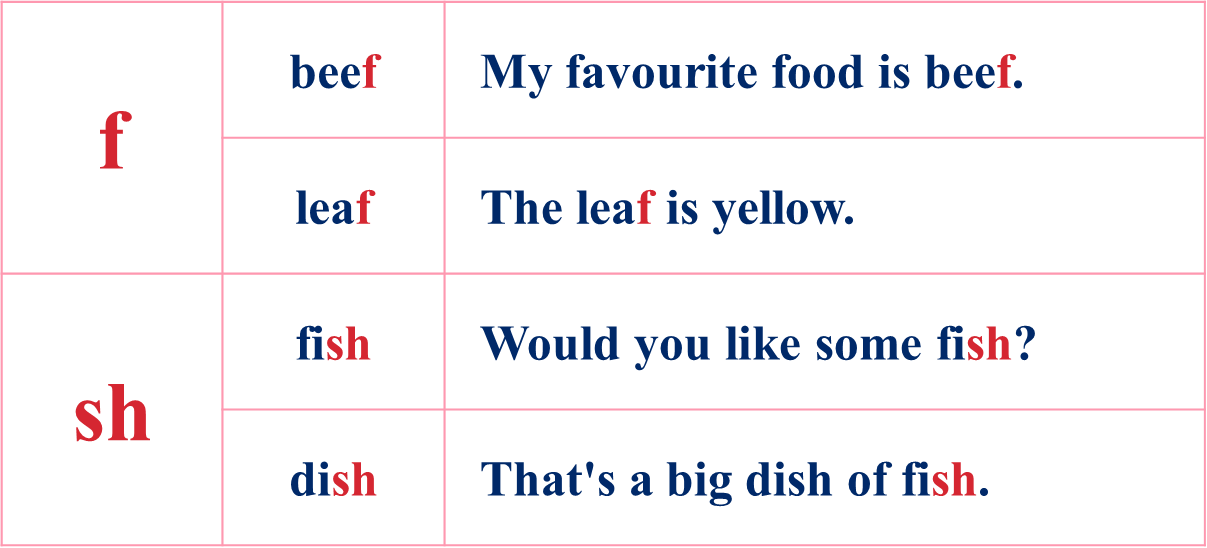 f
beef
My favourite food is beef.
leaf
The leaf is yellow.
sh
fish
Would you like some fish?
dish
That's a big dish of fish.